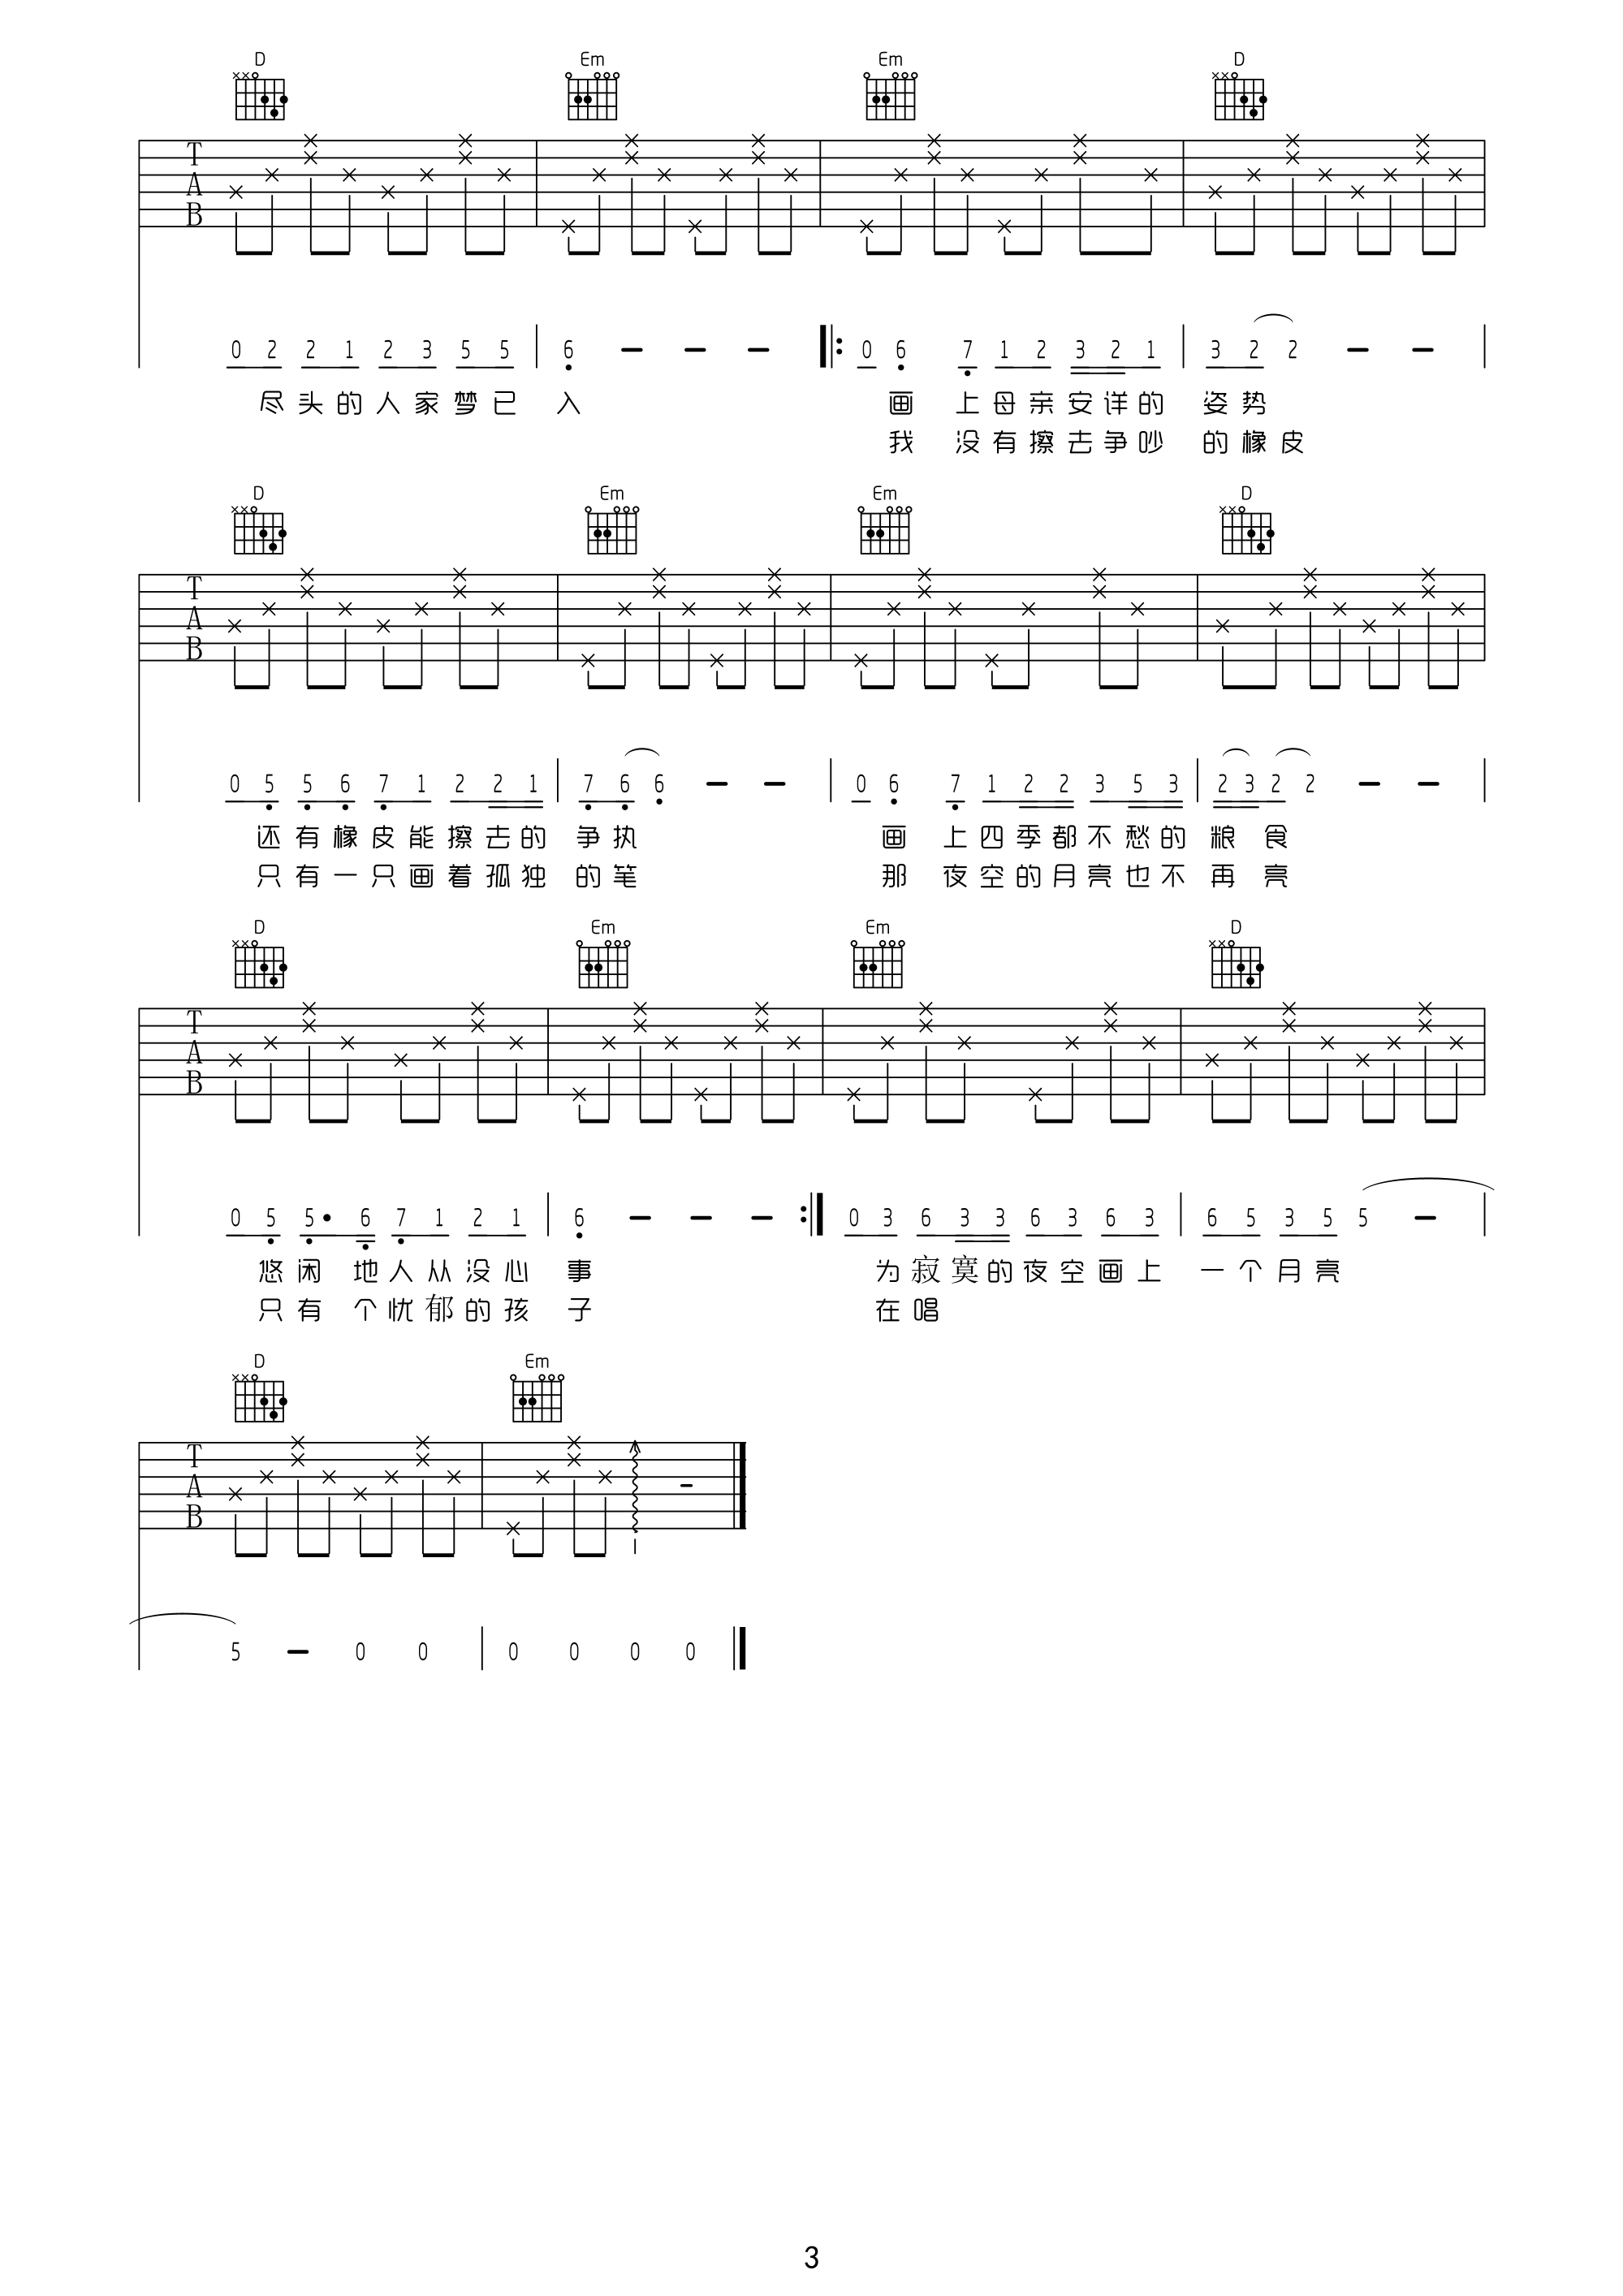 D Em Em D
T
A
B
0 2 2 1 2 3 5 5 | 6 - - - |: 0 6 7 1 2 3 2 1 | 3 2 2 - - |
尽头的人家梦已 入 画 上母亲安详的 姿势
我 没有擦去争吵 的橡皮
D Em Em D
T
A
B
0 5 5 6 7 1 2 2 1 | 7 6 6 - - | 0 6 7 1 2 2 3 5 3 | 2 3 2 2 - - |
还有橡皮能擦去的 争执 画 上四季都不愁的 粮食
只有一只画着孤独 的笔 那 夜空的月亮也不 再亮
D Em Em D
T
A
B
0 5 5· 6 7 1 2 1 | 6 - - - :| 0 3 6 3 3 6 3 6 3 | 6 5 3 5 5 - |
悠闲 地人从没心 事 为寂寞的夜空画上 一个月亮
只有 个忧郁的孩 子 在唱
D Em
T
A
B
5 - 0 0 | 0 0 0 0
3